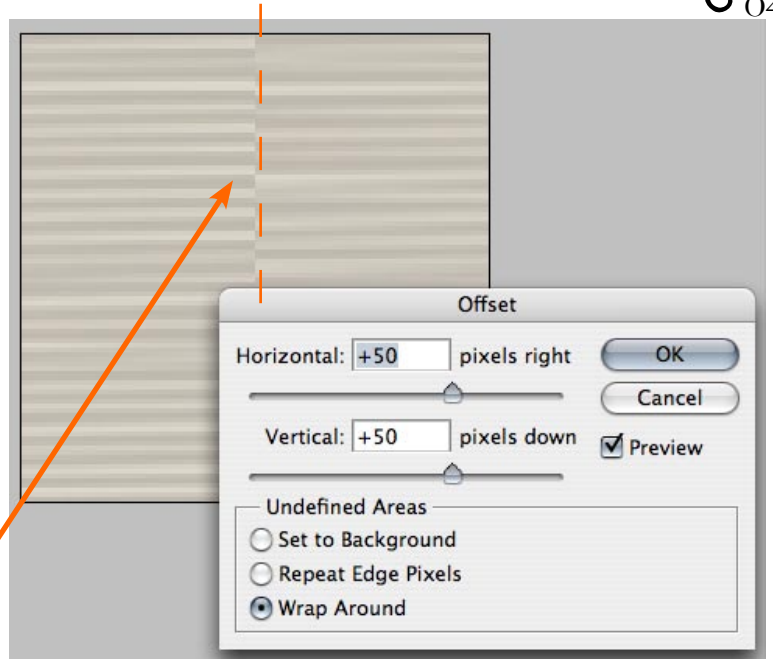 Offset
Horizontal: +50 pixels right
OK
Cancel
Vertical: +50 pixels down
Preview
Undefined Areas
Set to Background
Repeat Edge Pixels
Wrap Around